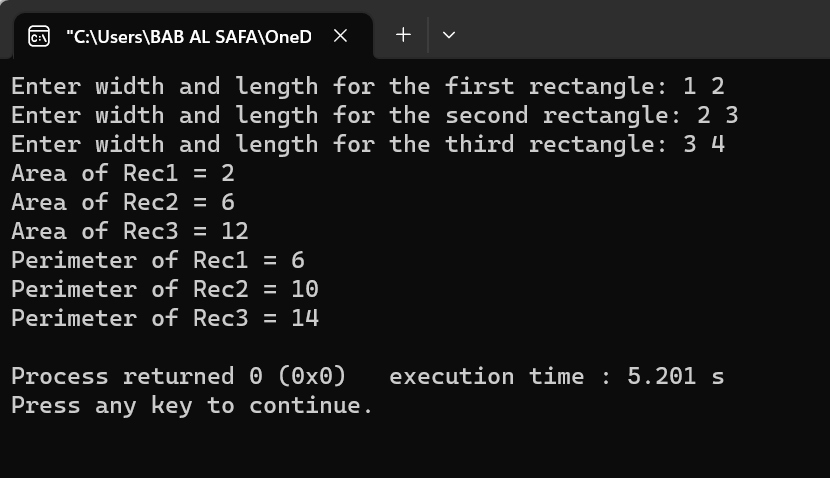 "C:\Users\BAB AL SAFA\OneD
Enter width and length for the first rectangle: 1 2
Enter width and length for the second rectangle: 2 3
Enter width and length for the third rectangle: 3 4
Area of Rec1 = 2
Area of Rec2 = 6
Area of Rec3 = 12
Perimeter of Rec1 = 6
Perimeter of Rec2 = 10
Perimeter of Rec3 = 14
Process returned 0 (0x0)   execution time : 5.201 s
Press any key to continue.